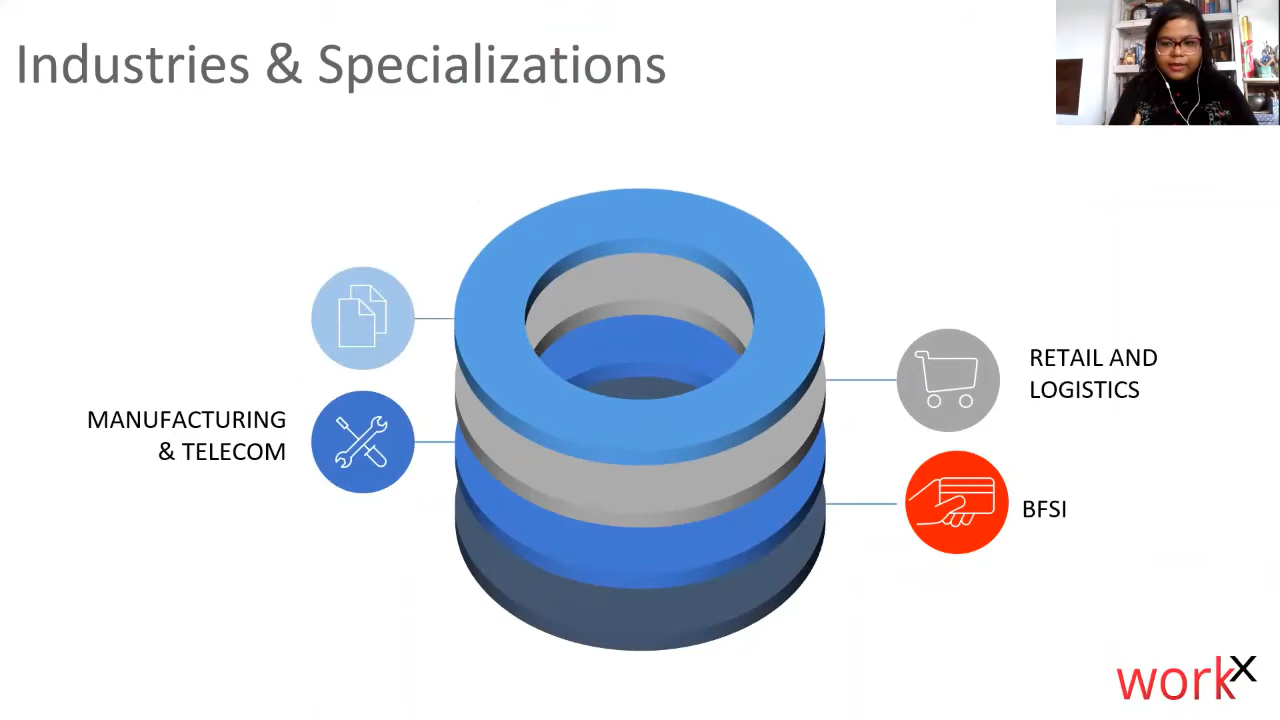 Industries & Specializations
RETAIL AND
LOGISTICS
MANUFACTURING
& TELECOM
BFSI
workx